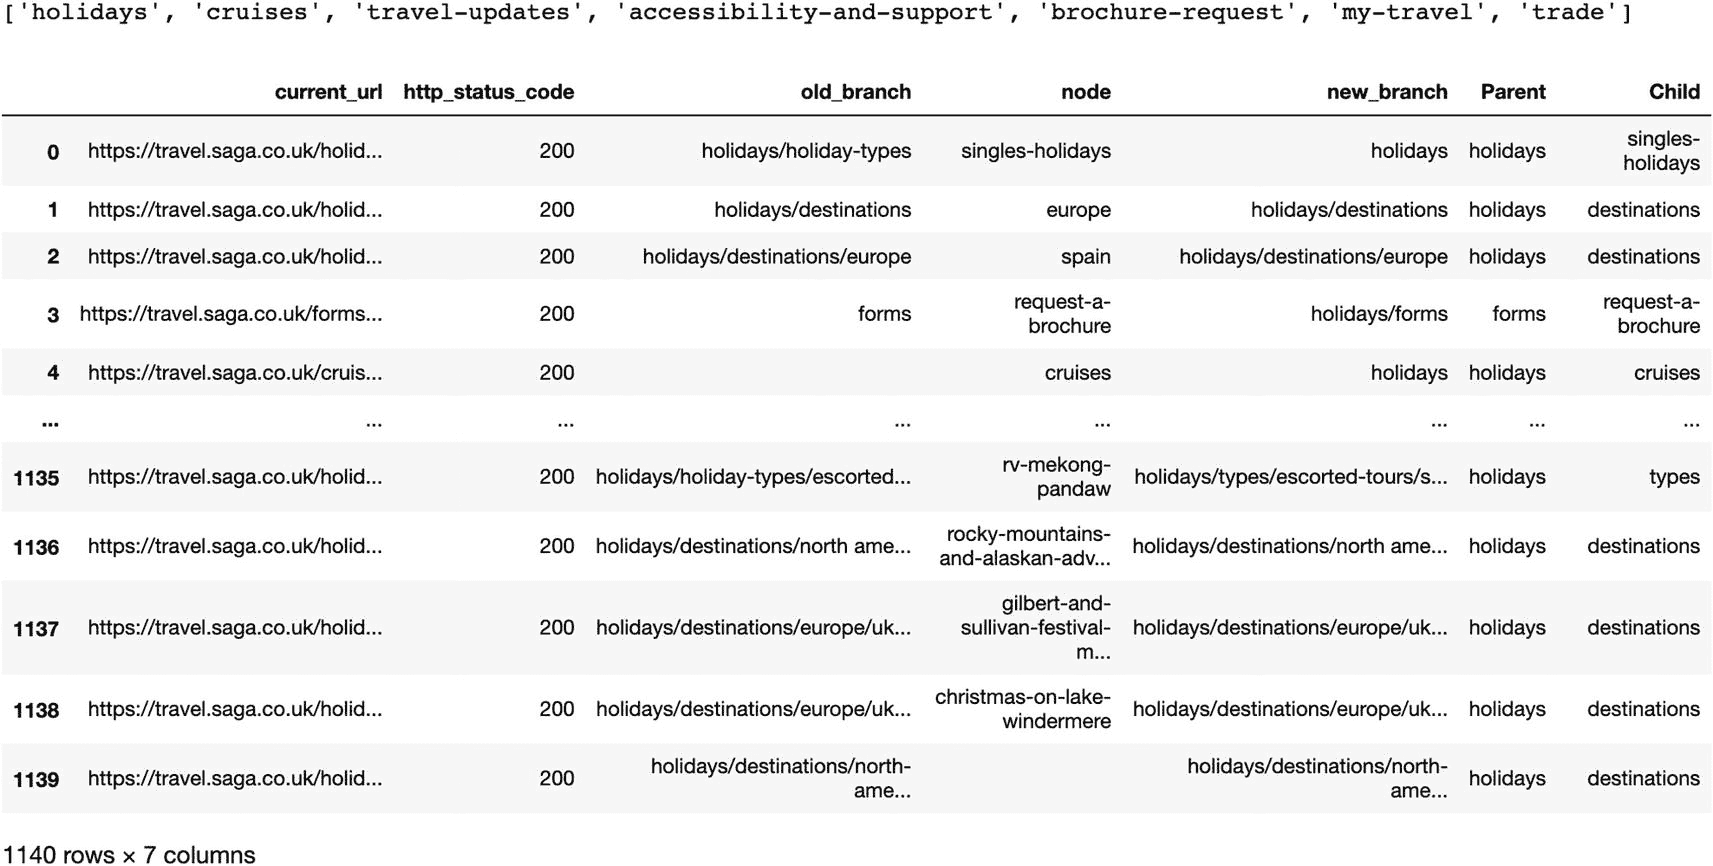 ['holidays', 'cruises', 'travel-updates', 'accessibility-and-support', 'brochure-request', 'my-travel', 'trade']
current_url http_status_code old_branch node new_branch Parent Child
0 https://travel.saga.co.uk/holid... 200 holidays/holiday-types singles-holidays holidays holidays singles-
holidays
1 https://travel.saga.co.uk/holid... 200 holidays/destinations europe holidays/destinations holidays destinations
2 https://travel.saga.co.uk/holid... 200 holidays/destinations/europe spain holidays/destinations/europe holidays destinations
3 https://travel.saga.co.uk/forms... 200 forms request-a-
brochure holidays/forms forms request-a-
brochure
4 https://travel.saga.co.uk/cruis... 200 cruises holidays holidays cruises
... ... ... ... ... ... ... ...
1135 https://travel.saga.co.uk/holid... 200 holidays/holiday-types/escorted... rv-mekong-
pandaw holidays/types/escorted-tours/s... holidays types
1136 https://travel.saga.co.uk/holid... 200 holidays/destinations/north ame... rocky-mountains-
and-alaskan-adv... holidays/destinations/north ame... holidays destinations
1137 https://travel.saga.co.uk/holid... 200 holidays/destinations/europe/uk... gilbert-and-
sullivan-festival-
m... holidays/destinations/europe/uk... holidays destinations
1138 https://travel.saga.co.uk/holid... 200 holidays/destinations/europe/uk... christmas-on-lake-
windermere holidays/destinations/europe/uk... holidays destinations
1139 https://travel.saga.co.uk/holid... 200 holidays/destinations/north-
ame... holidays/destinations/north-
ame... holidays destinations
1140 rows × 7 columns